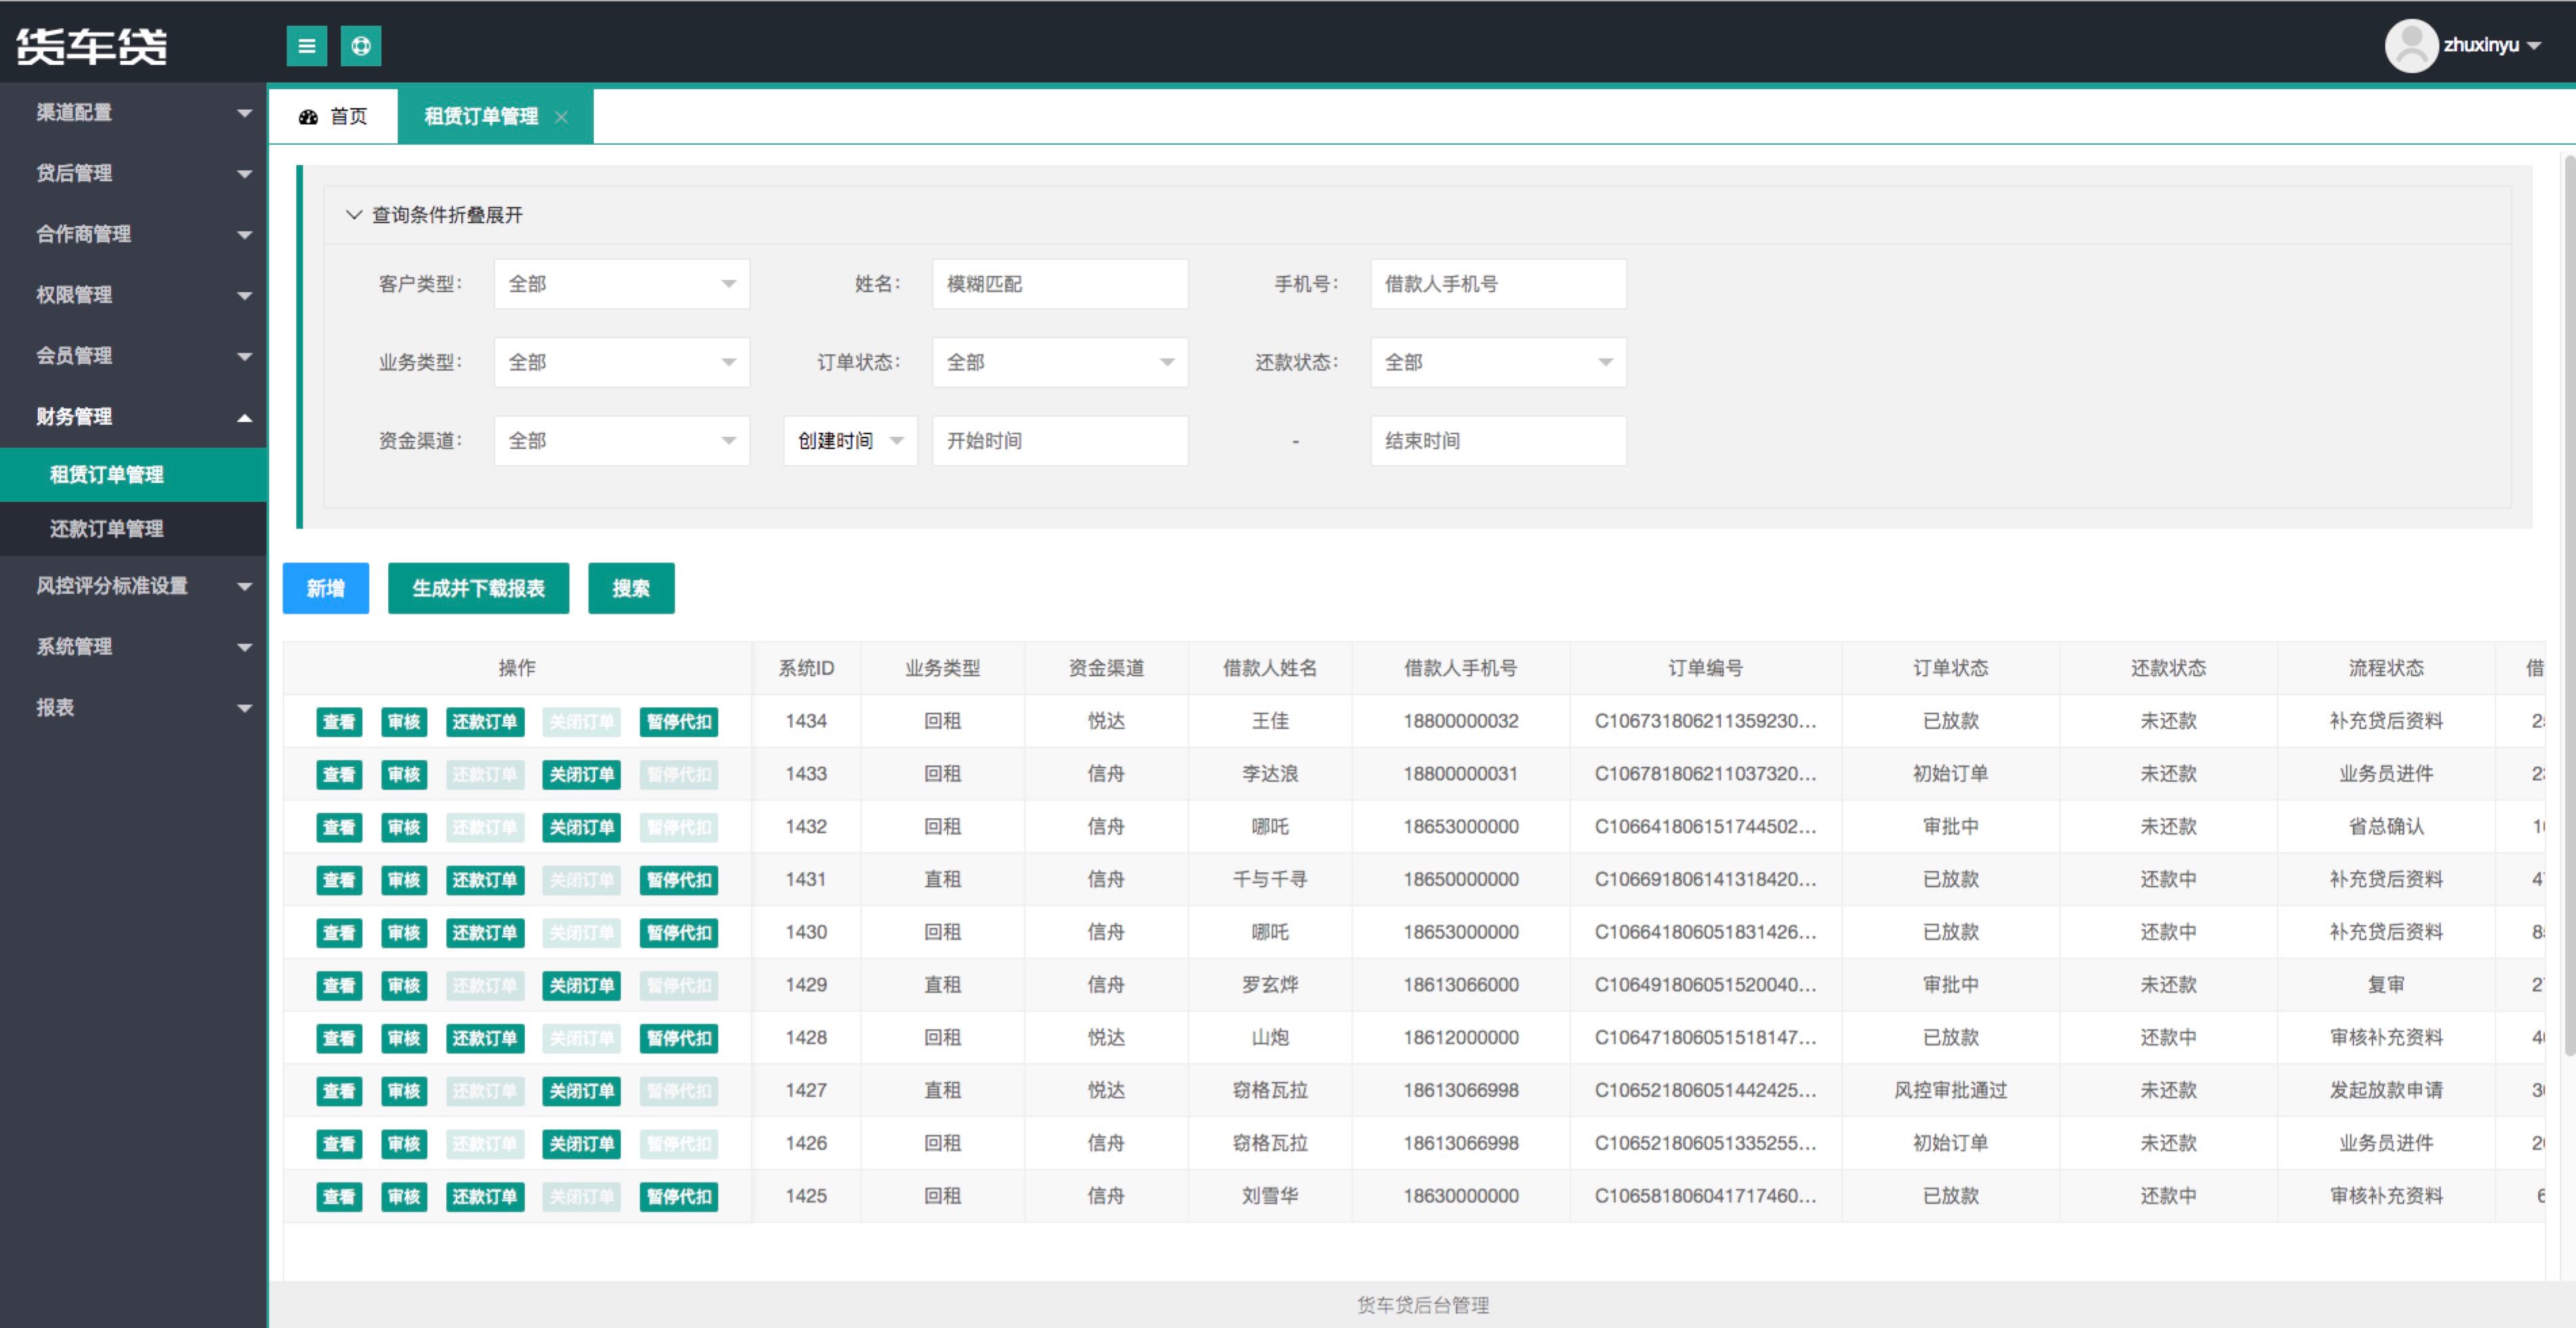 货车贷
zhuxinyu
渠道配置
贷后管理
合作商管理
权限管理
会员管理
财务管理
租赁订单管理
还款订单管理
风控评分标准设置
系统管理
报表
首页 租赁订单管理
查询条件折叠展开
客户类型： 全部 姓名： 模糊匹配 手机号： 借款人手机号
业务类型： 全部 订单状态： 全部 还款状态： 全部
资金渠道： 全部 创建时间 开始时间 - 结束时间
新增 生成并下载报表 搜索
操作 系统ID 业务类型 资金渠道 借款人姓名 借款人手机号 订单编号 订单状态 还款状态 流程状态 借
查看 审核 还款订单 关闭订单 暂停代扣 1434 回租 悦达 王佳 18800000032 C106731806211359230... 已放款 未还款 补充贷后资料
查看 审核 还款订单 关闭订单 暂停代扣 1433 回租 信舟 李达浪 18800000031 C106781806211037320... 初始订单 未还款 业务员进件
查看 审核 还款订单 关闭订单 暂停代扣 1432 回租 信舟 哪吒 18653000000 C106641806151744502... 审批中 未还款 省总确认
查看 审核 还款订单 关闭订单 暂停代扣 1431 直租 信舟 千与千寻 18650000000 C106691806141318420... 已放款 还款中 补充贷后资料
查看 审核 还款订单 关闭订单 暂停代扣 1430 回租 信舟 哪吒 18653000000 C106641806051831426... 已放款 还款中 补充贷后资料
查看 审核 还款订单 关闭订单 暂停代扣 1429 直租 信舟 罗玄烨 18613066000 C106491806051520040... 审批中 未还款 复审
查看 审核 还款订单 关闭订单 暂停代扣 1428 回租 悦达 山炮 18612000000 C106471806051518147... 已放款 还款中 审核补充资料
查看 审核 还款订单 关闭订单 暂停代扣 1427 直租 悦达 窃格瓦拉 18613066998 C106521806051442425... 风控审批通过 未还款 发起放款申请
查看 审核 还款订单 关闭订单 暂停代扣 1426 回租 信舟 窃格瓦拉 18613066998 C106521806051335255... 初始订单 未还款 业务员进件
查看 审核 还款订单 关闭订单 暂停代扣 1425 回租 信舟 刘雪华 18630000000 C106581806041717460... 已放款 还款中 审核补充资料
货车贷后台管理